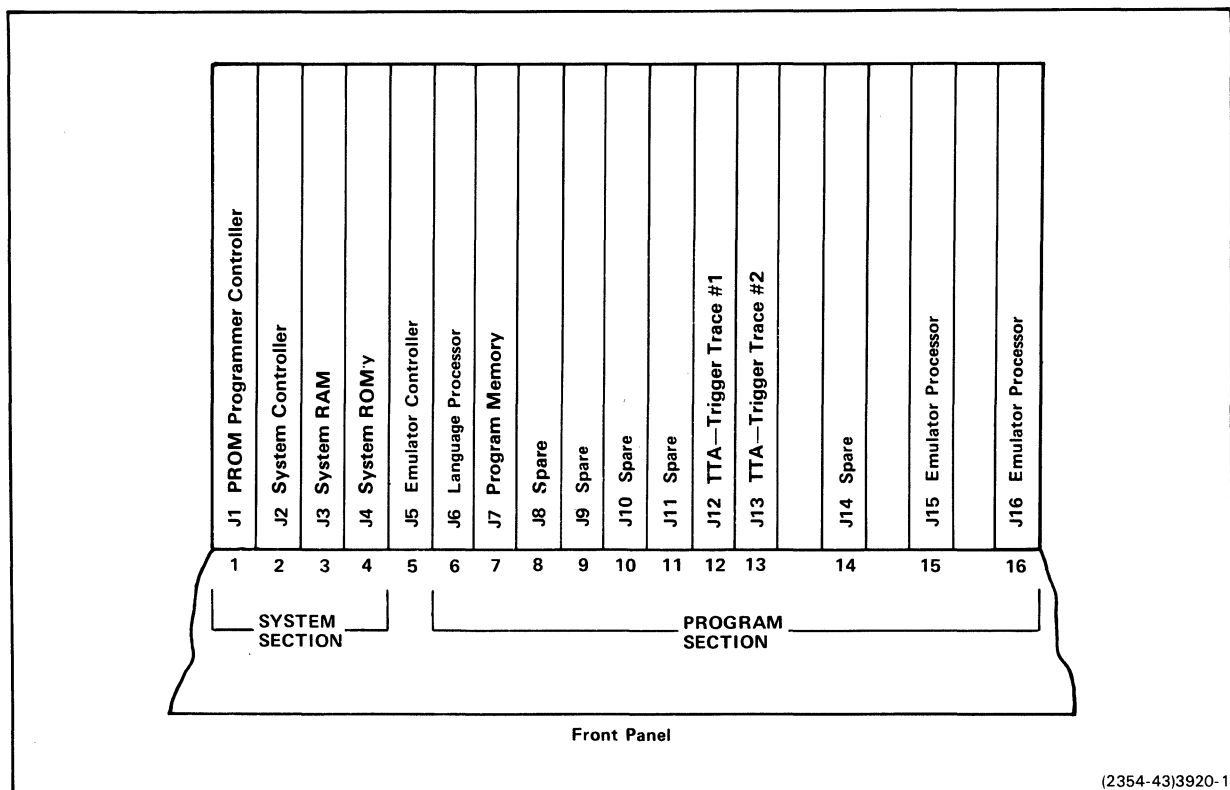 J1 PROM Programmer Controller
J2 System Controller
J3 System RAM
J4 System ROM'y
J5 Emulator Controller
J6 Language Processor
J7 Program Memory
J8 Spare
J9 Spare
J10 Spare
J11 Spare
J12 TTA—Trigger Trace #1
J13 TTA—Trigger Trace #2
J14 Spare
J15 Emulator Processor
J16 Emulator Processor
1 2 3 4 5 6 7 8 9 10 11 12 13 14 15 16
SYSTEM
SECTION
PROGRAM
SECTION
Front Panel
(2354-43)3920-1